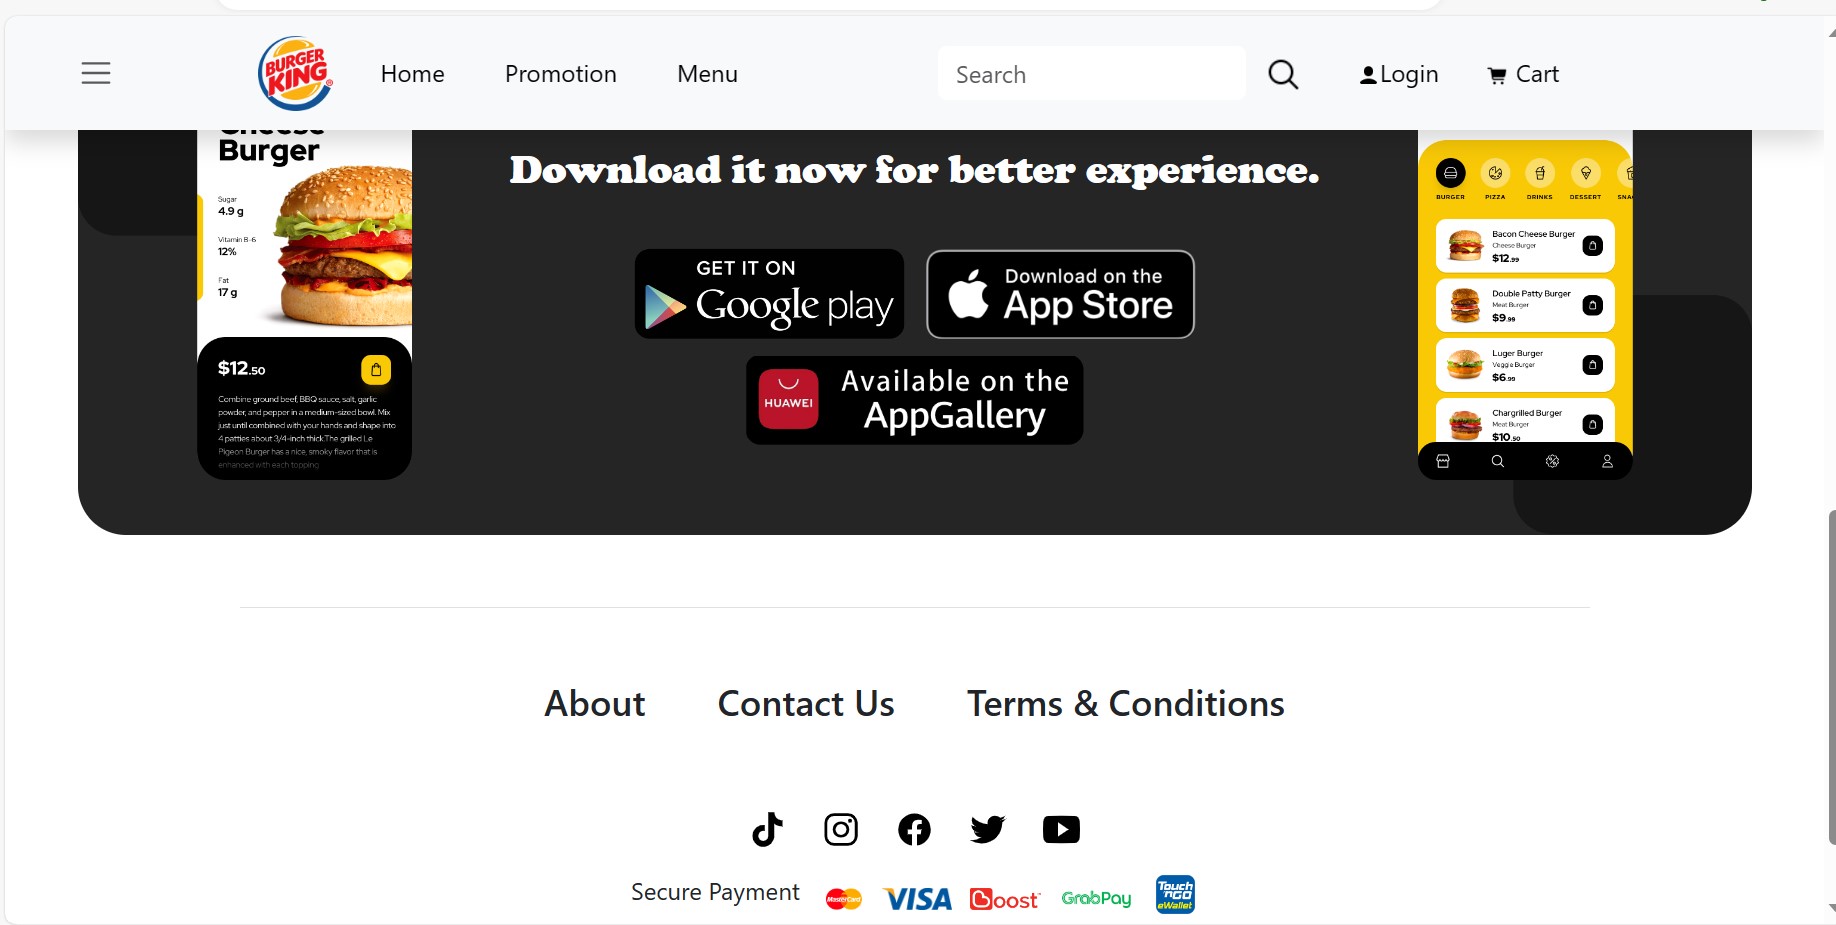 BURGER
KING
Home
Promotion
Menu
Search
Login
Cart
Cheese
Burger
Sugar
4.9 g
Vitamin B-6
12%
Fat
17 g
$12.50
Combine ground beef, BBQ sauce, salt, garlic
powder, and pepper in a medium-sized bowl. Mix
just until combined with your hands and shape into
4 patties about 3/4-inch thick.The grilled Le
Pigeon Burger has a nice, smoky flavor that is
enhanced with each topping
Download it now for better experience.
GET IT ON
Google play
Download on the
App Store
HUAWEI
Available on the
AppGallery
BURGER
PIZZA
DRINKS
DESSERT
SNAC
Bacon Cheese Burger
Cheese Burger
$12.99
Double Patty Burger
Meat Burger
$9.99
Luger Burger
Veggie Burger
$6.99
Chargrilled Burger
Meat Burger
$10.50
About
Contact Us
Terms & Conditions
Secure Payment
MasterCard
VISA
Boost
GrabPay
Touch
'nGO
eWallet